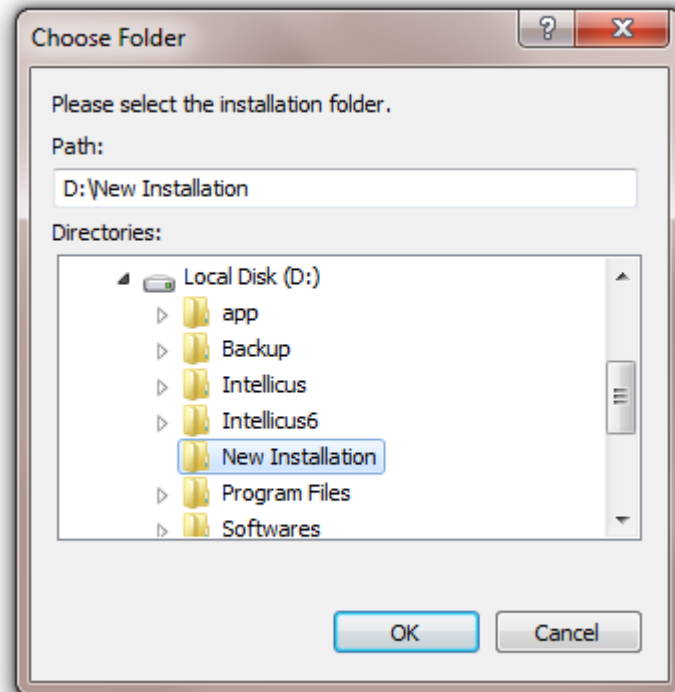 Choose Folder
Please select the installation folder.
Path:
D:\New Installation
Directories:
Local Disk (D:)
app
Backup
Intellicus
Intellicus6
New Installation
Program Files
Softwares
OK Cancel